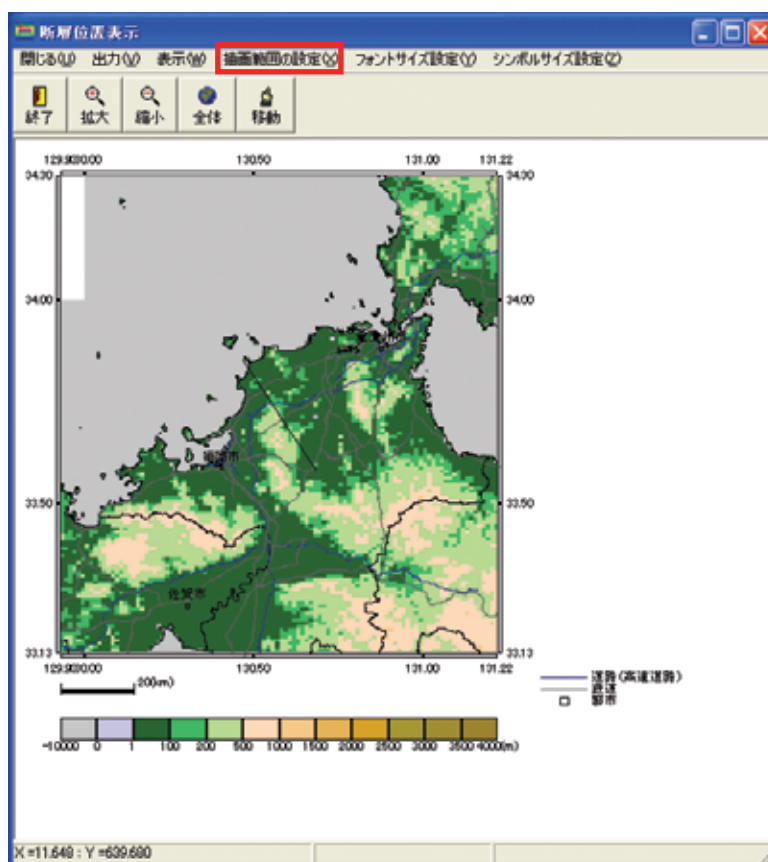 断層位置表示
閉じる(U) 出力(V) 表示(W) 描画範囲の設定(X) フォントサイズ設定(Y) シンボルサイズ設定(Z)
終了 拡大 縮小 全体 移動
130.50 131.00 131.22
34.20 34.20
34.00 34.00
福岡市
33.50 33.50
佐賀市
33.13 33.13
130.50 131.00 131.22
20(km)
道路(高速道路)
鉄道
都市
-10000 0 1 100 200 500 1000 1500 2000 2500 3000 3500 4000(m)
X =11.648 : Y =639.680